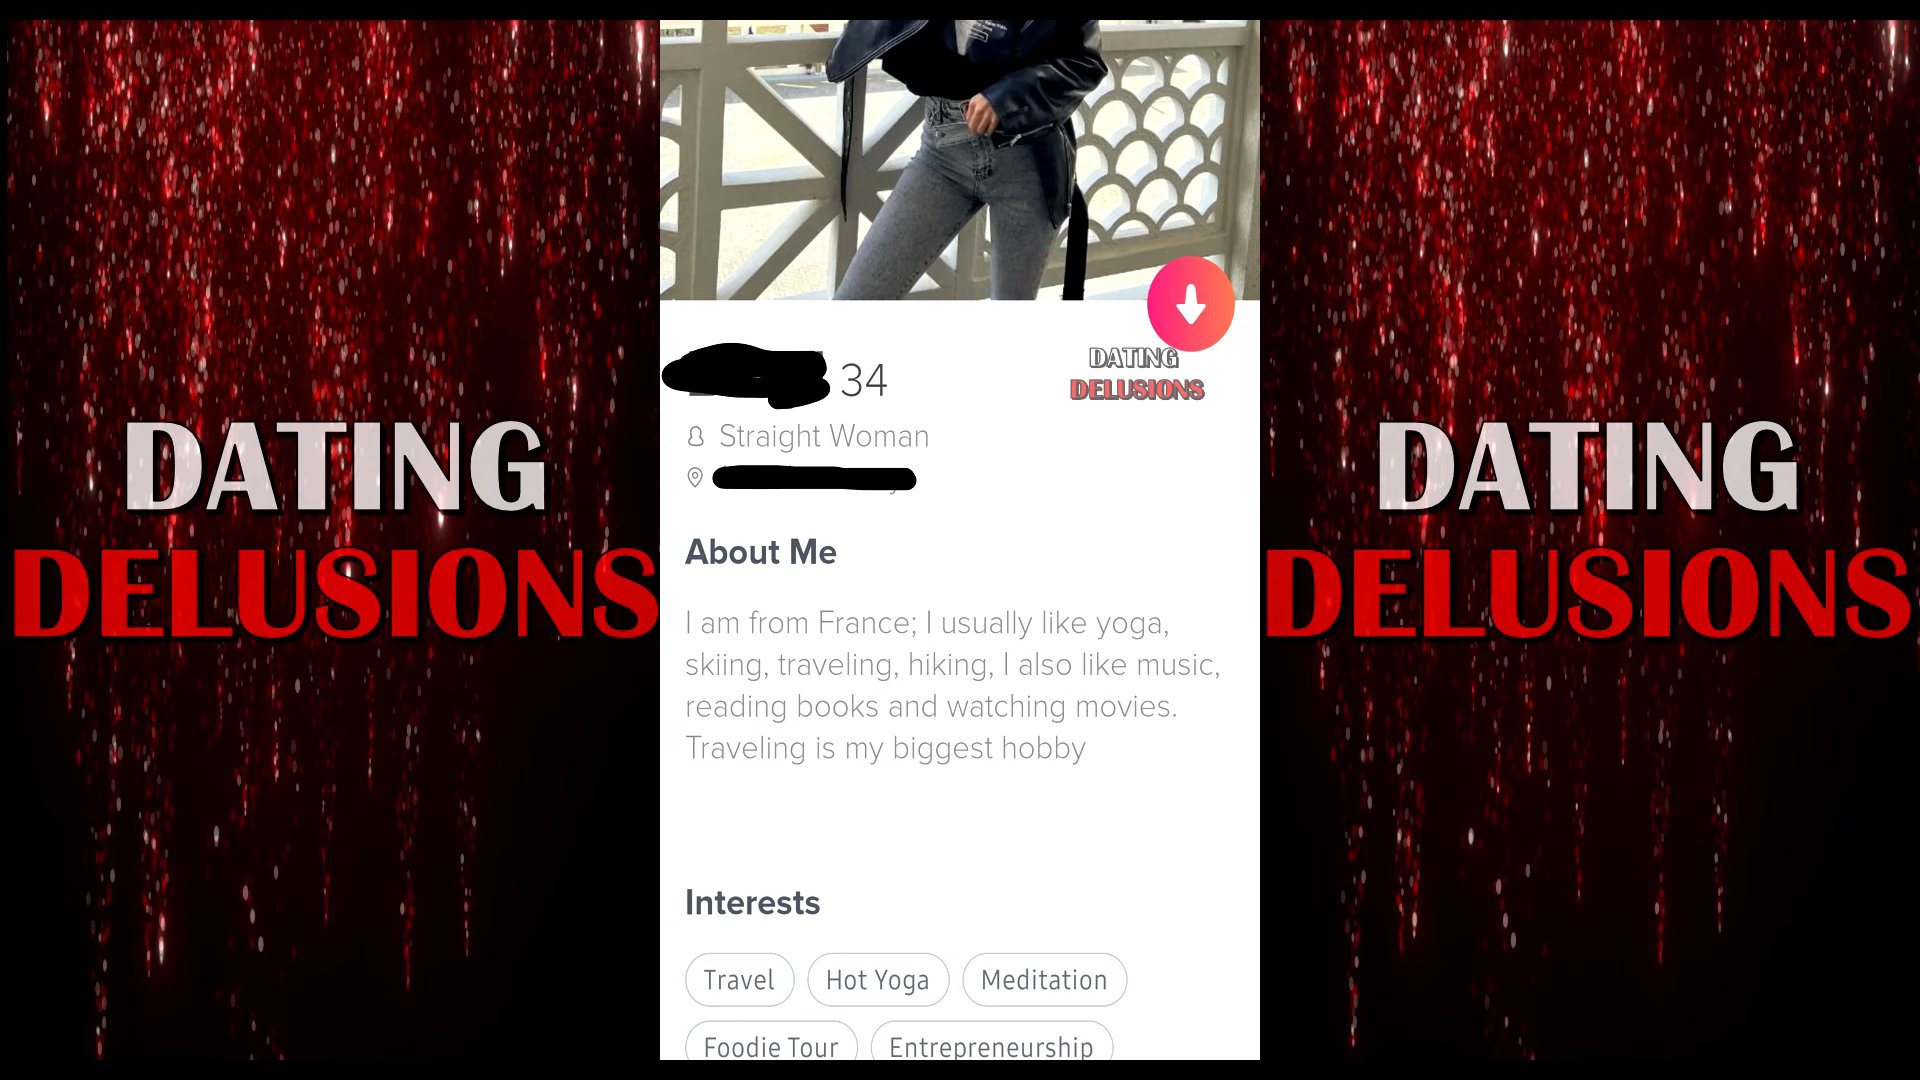 DATING
DELUSIONS
34
DATING
DELUSIONS
Straight Woman
About Me
I am from France; I usually like yoga,
skiing, traveling, hiking, I also like music,
reading books and watching movies.
Traveling is my biggest hobby
Interests
Travel
Hot Yoga
Meditation
Foodie Tour
Entrepreneurship
DATING
DELUSIONS